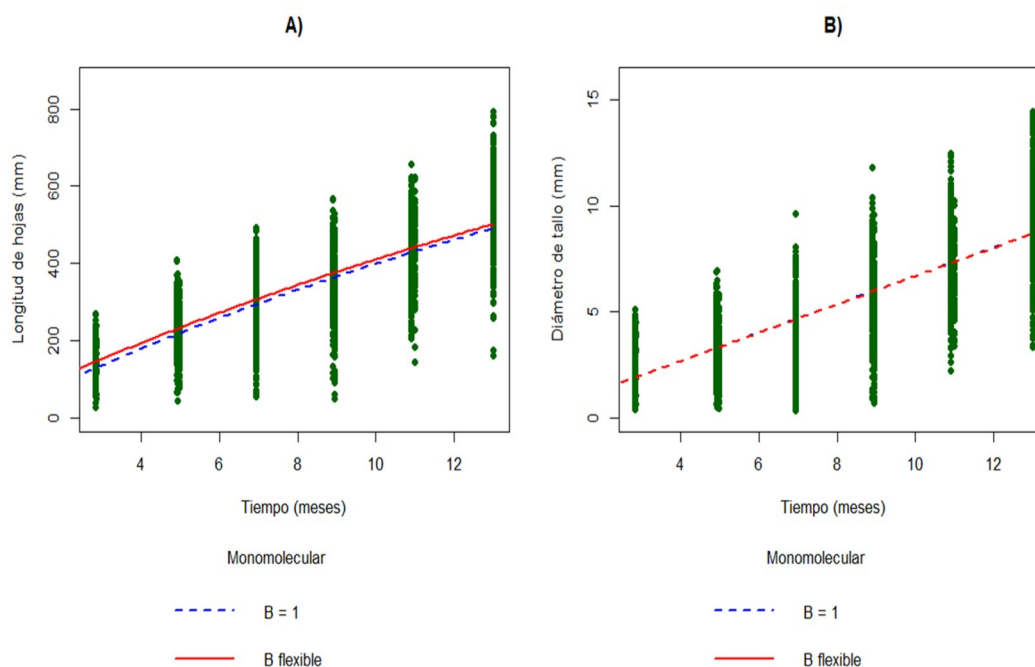 A)
Longitud de hojas (mm)
800
600
400
200
0
4 6 8 10 12
Tiempo (meses)
Monomolecular
B = 1
B flexible
B)
Diámetro de tallo (mm)
15
10
5
0
4 6 8 10 12
Tiempo (meses)
Monomolecular
B = 1
B flexible